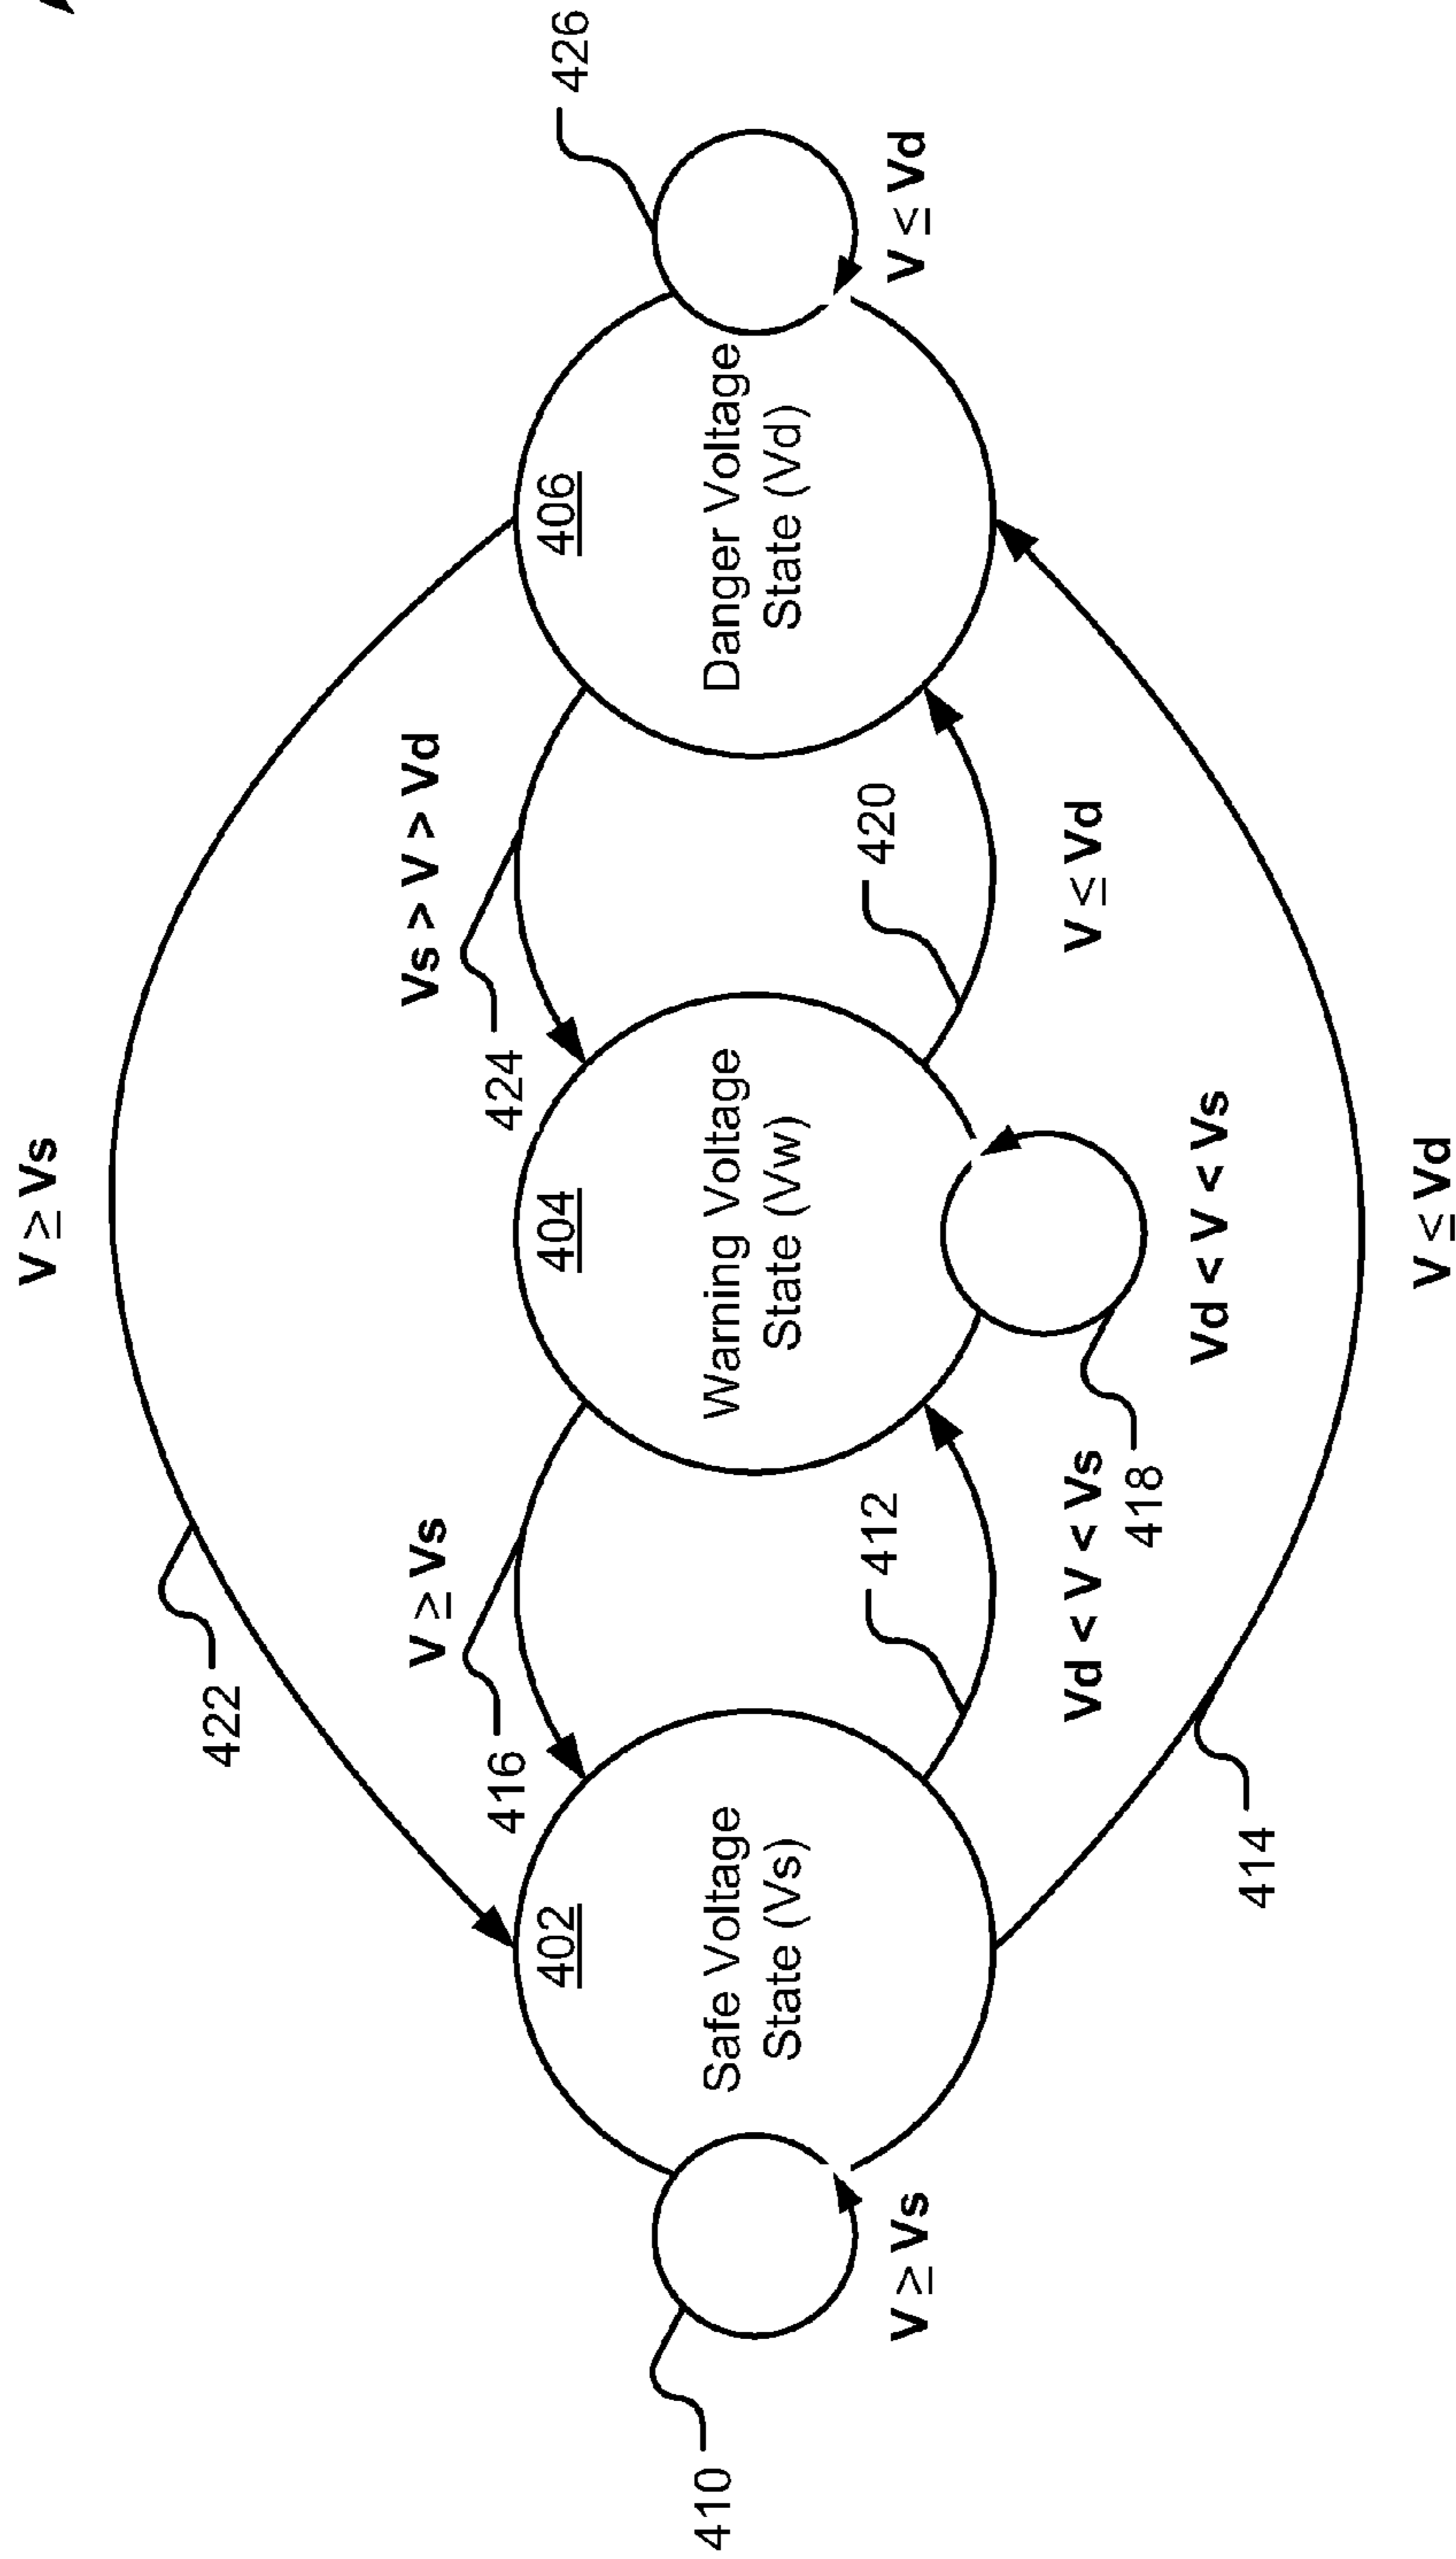 V ≥ Vs
422
Vs > V > Vd
V ≥ Vs
424
416
426
402
404
406
Safe Voltage
State (Vs)
Warning Voltage
State (Vw)
Danger Voltage
State (Vd)
410
V ≥ Vs
412
420
V ≤ Vd
Vd < V < Vs
V ≤ Vd
418
Vd < V < Vs
414
V ≤ Vd